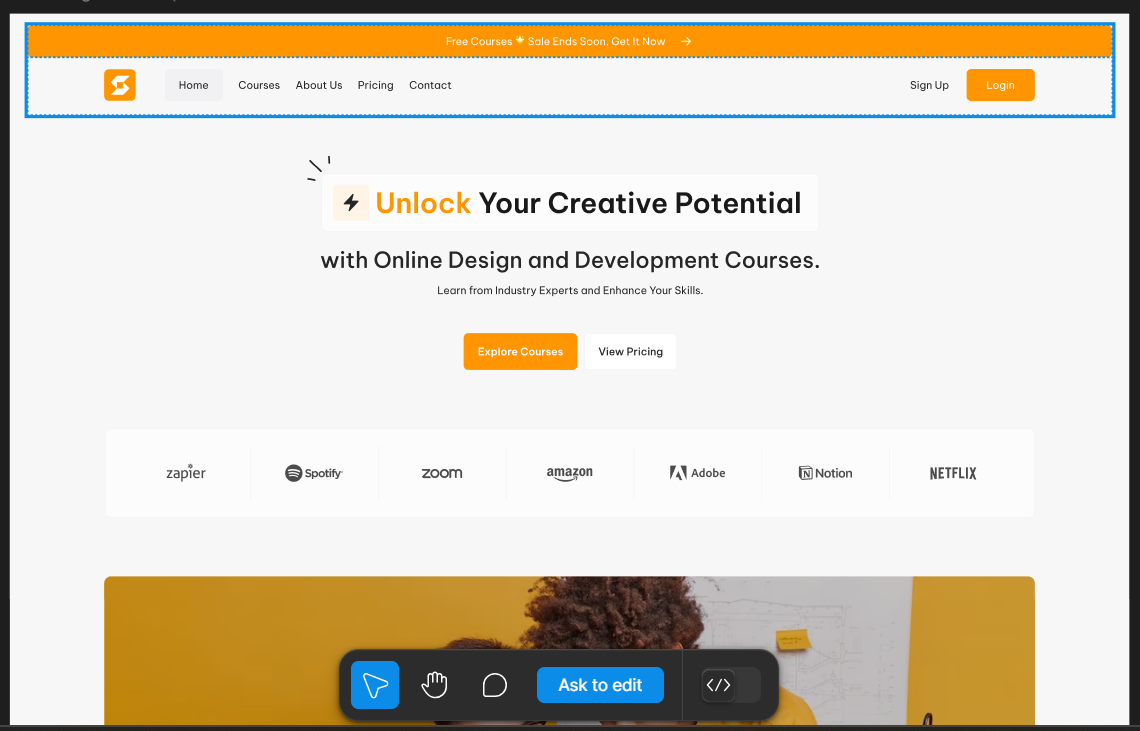 Free Courses 🌟 Sale Ends Soon, Get It Now →
Home Courses About Us Pricing Contact Sign Up Login
Unlock Your Creative Potential
with Online Design and Development Courses.
Learn from Industry Experts and Enhance Your Skills.
Explore Courses View Pricing
zapier Spotify zoom amazon Adobe Notion NETFLIX
Ask to edit </>